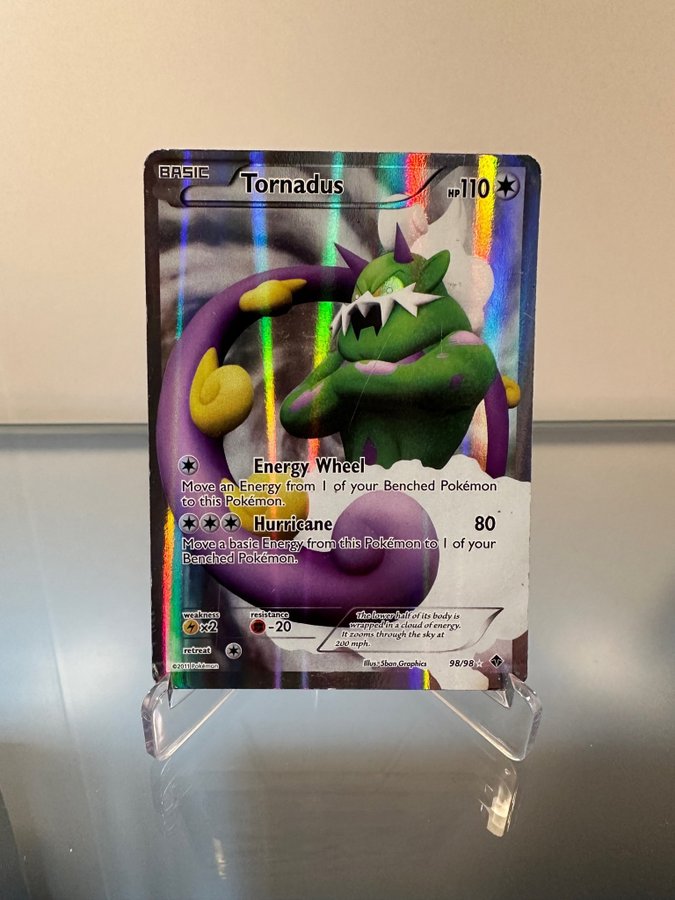 BASIC Tornadus HP110
Energy Wheel
Move an Energy from 1 of your Benched Pokémon
to this Pokémon.
Hurricane 80
Move a basic Energy from this Pokémon to 1 of your
Benched Pokémon.
weakness resistance
×2 -20
retreat
The lower half of its body is
wrapped in a cloud of energy.
It zooms through the sky at
200 mph.
©2011 Pokémon Illus. 5ban Graphics 98/98